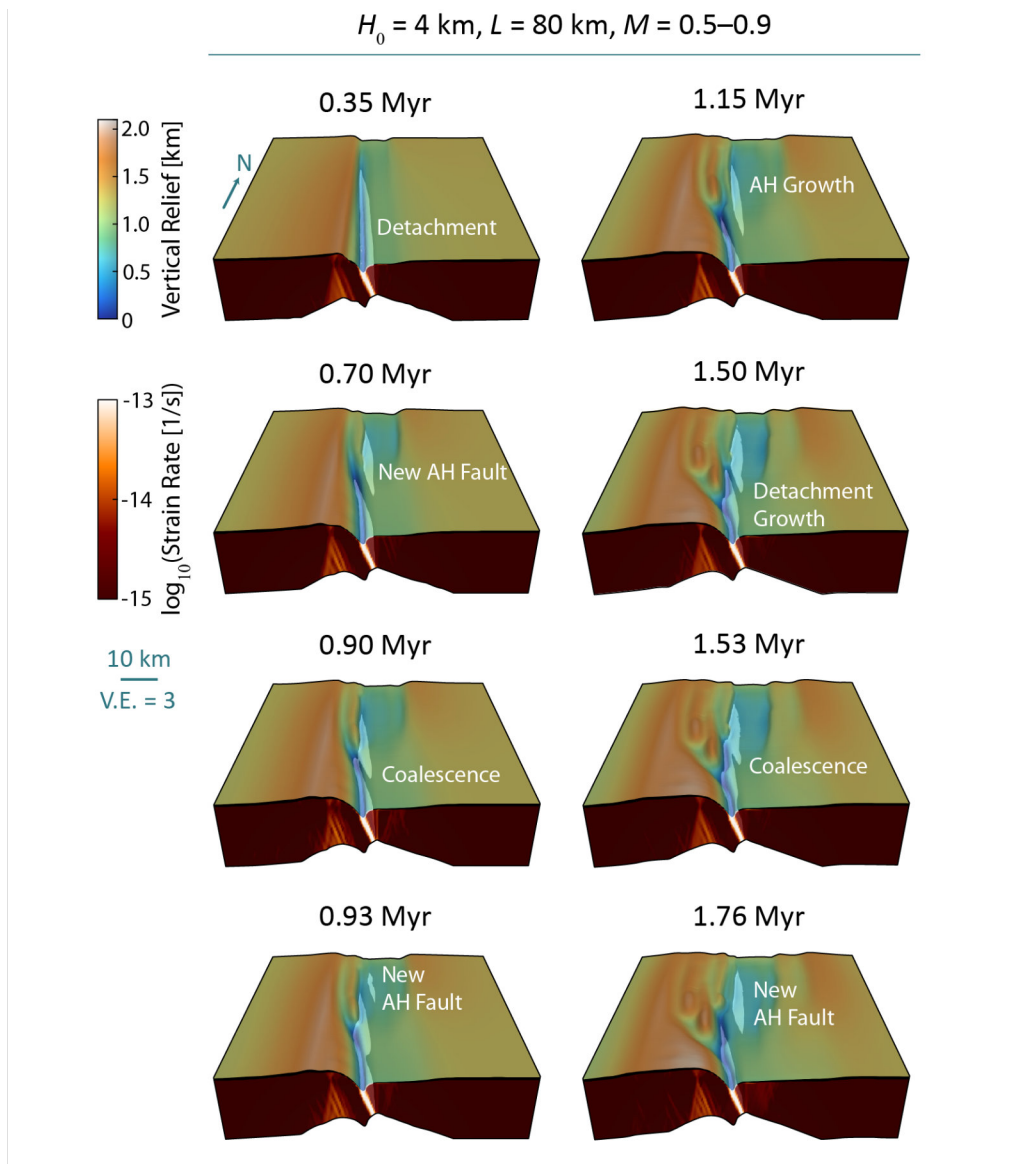 H₀ = 4 km, L = 80 km, M = 0.5–0.9
0.35 Myr
1.15 Myr
2.0
1.5
1.0
0.5
0
Vertical Relief [km]
N
Detachment
AH Growth
0.70 Myr
1.50 Myr
-13
-14
-15
log₁₀(Strain Rate [1/s])
New AH Fault
Detachment
Growth
0.90 Myr
1.53 Myr
10 km
V.E. = 3
Coalescence
Coalescence
0.93 Myr
1.76 Myr
New
AH Fault
New
AH Fault